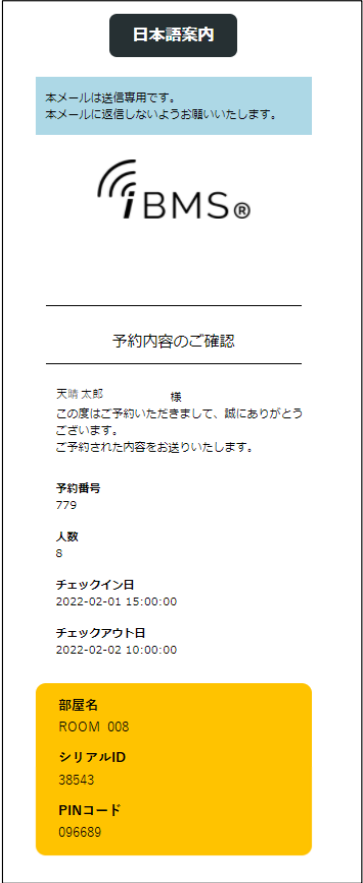 日本語案内
本メールは送信専用です。
本メールに返信しないようお願いいたします。
iBMS®
予約内容のご確認
天晴 太郎 様
この度はご予約いただきまして、誠にありがとう
ございます。
ご予約された内容をお送りいたします。
予約番号
779
人数
8
チェックイン日
2022-02-01 15:00:00
チェックアウト日
2022-02-02 10:00:00
部屋名
ROOM 008
シリアルID
38543
PINコード
096689